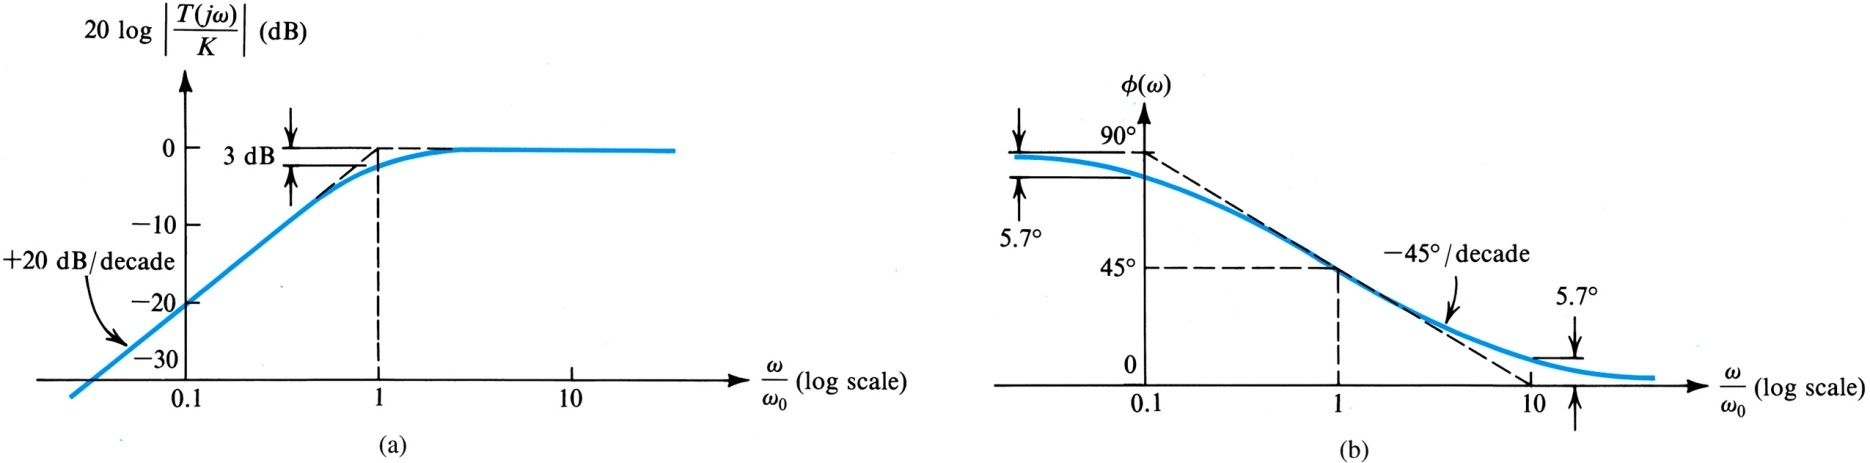 20 log |T(jω)/K| (dB)
0
3 dB
−10
+20 dB/decade
−20
−30
0.1
1
10
ω/ω₀ (log scale)
(a)
ϕ(ω)
90°
5.7°
45°
−45°/decade
5.7°
0
0.1
1
10
ω/ω₀ (log scale)
(b)